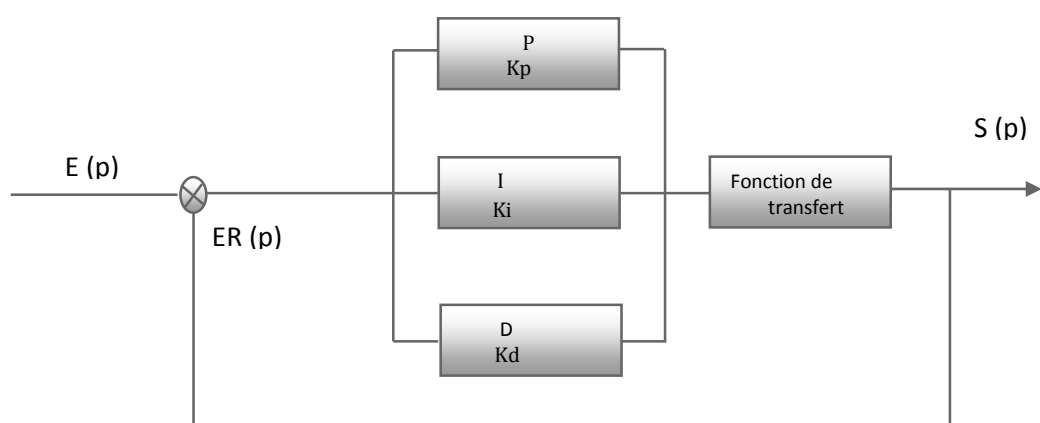 P
Kp
S (p)
E (p)
I
Ki
Fonction de
transfert
ER (p)
D
Kd